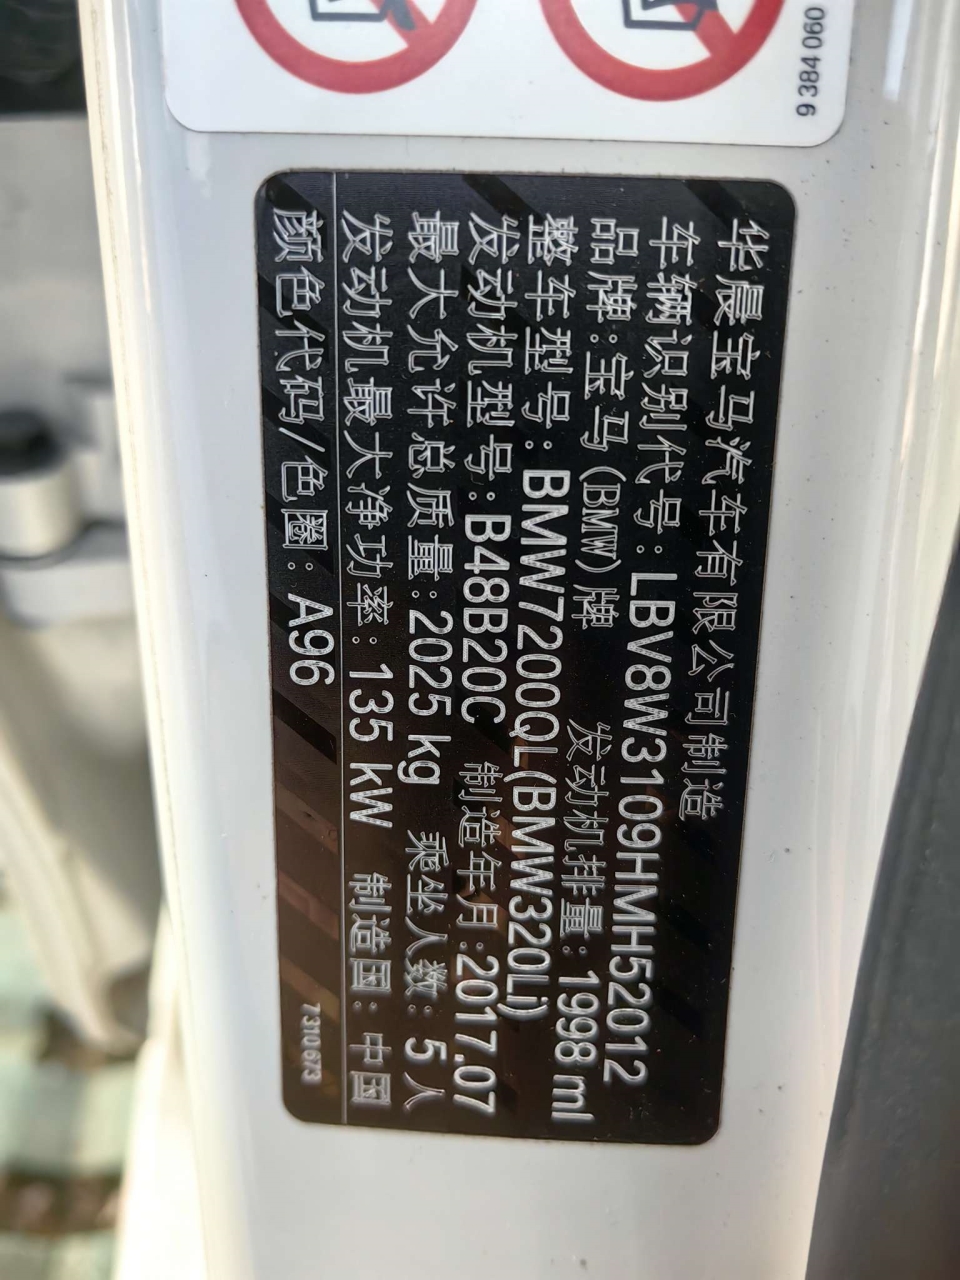 9 384 060
华晨宝马汽车有限公司制造
车辆识别代号：LBV8W3109HMH52012
品牌：宝马（BMW）牌 发动机排量：1998 ml
整车型号：BMW7200QL(BMW320Li)
发动机型号：B48B20C 制造年月：2017.07
最大允许总质量：2025 kg 乘坐人数：5人
发动机最大净功率：135 kW 制造国：中国
颜色代码/色圈：A96
7310673